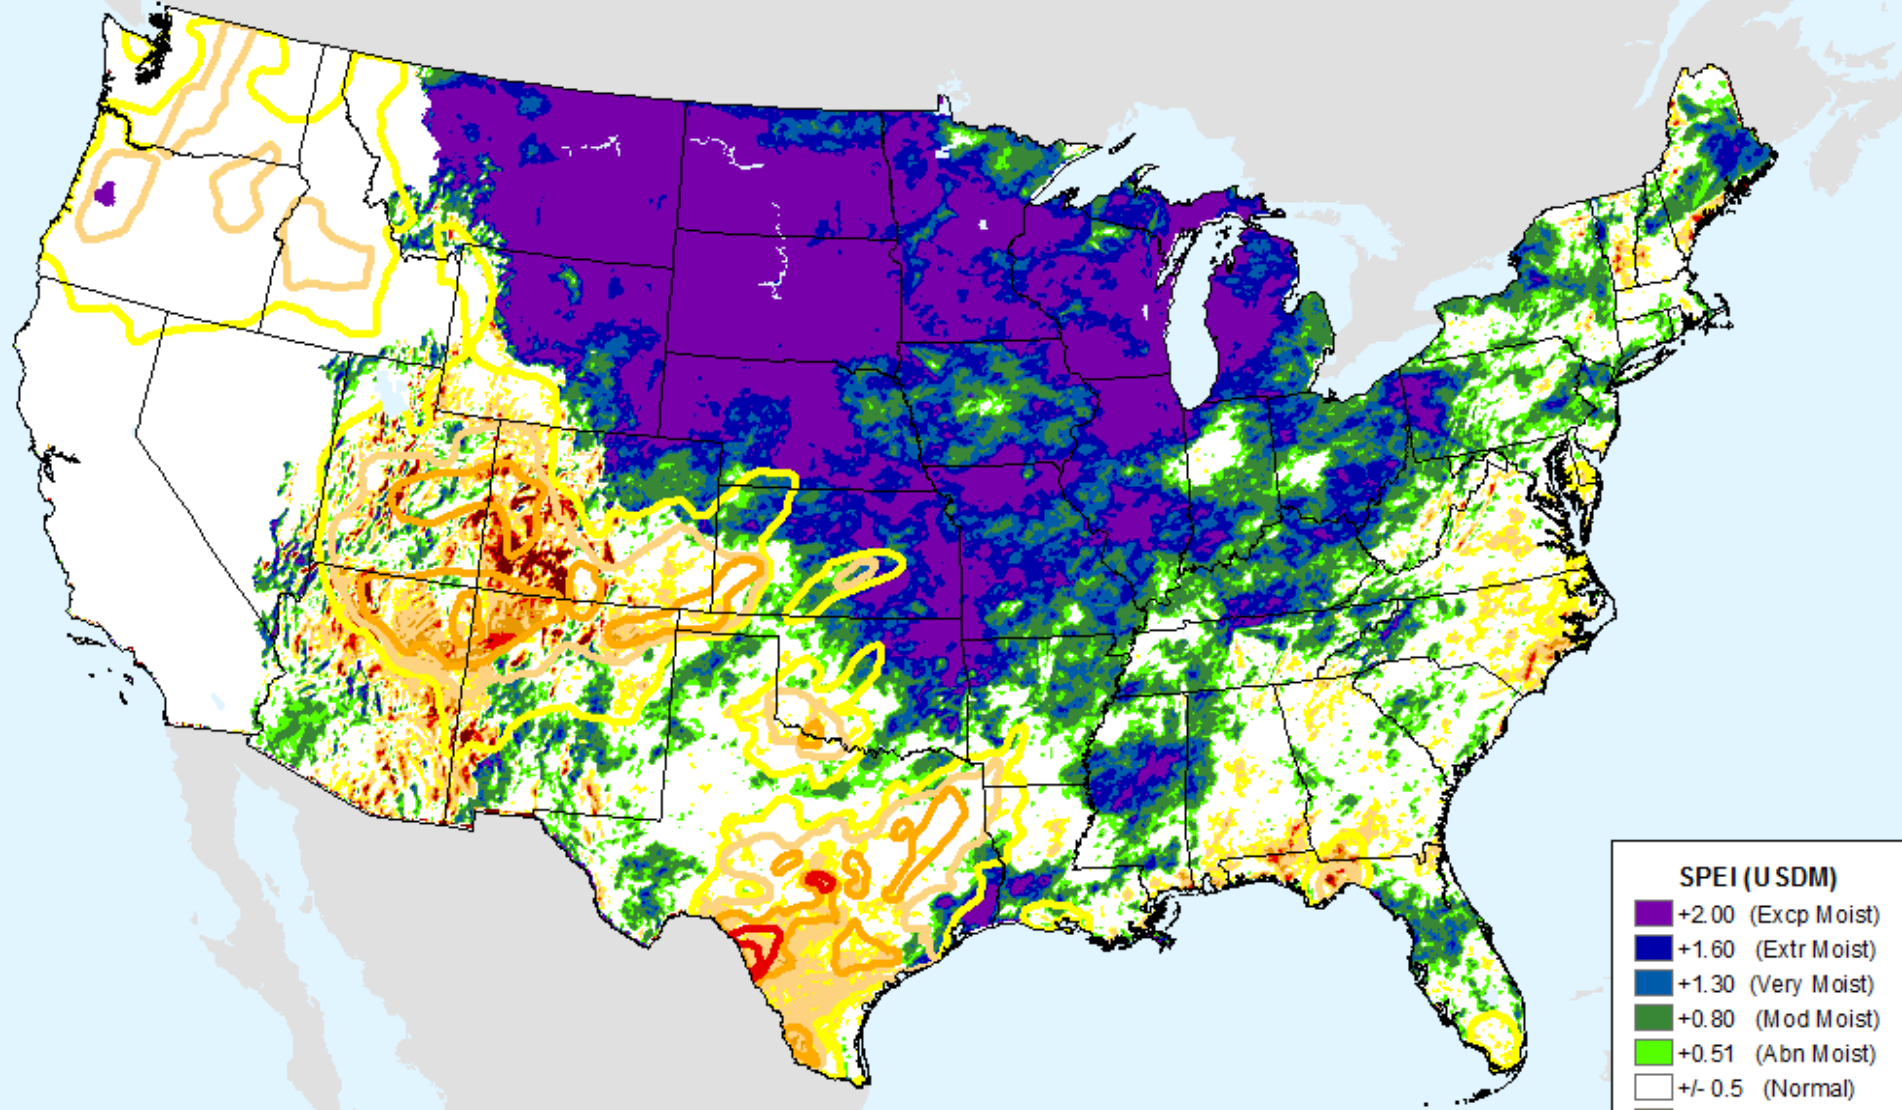 SPEI (USDM)
+2.00 (Excp Moist)
+1.60 (Extr Moist)
+1.30 (Very Moist)
+0.80 (Mod Moist)
+0.51 (Abn Moist)
+/- 0.5 (Normal)